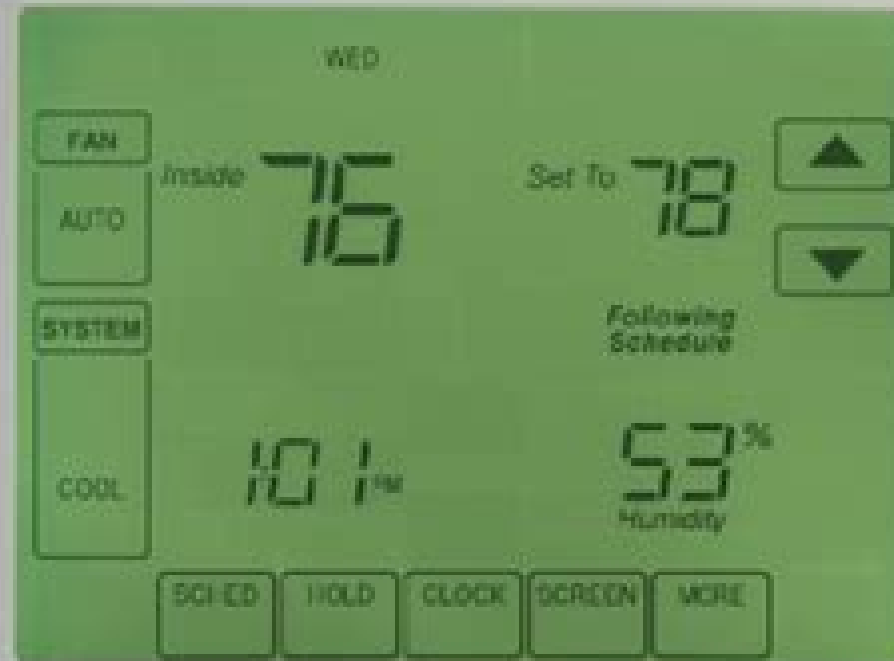 WED
FAN
AUTO
Inside 76
Set To 78
SYSTEM
COOL
Following
Schedule
1:01 PM
53%
Humidity
SCHED HOLD CLOCK SCREEN MORE